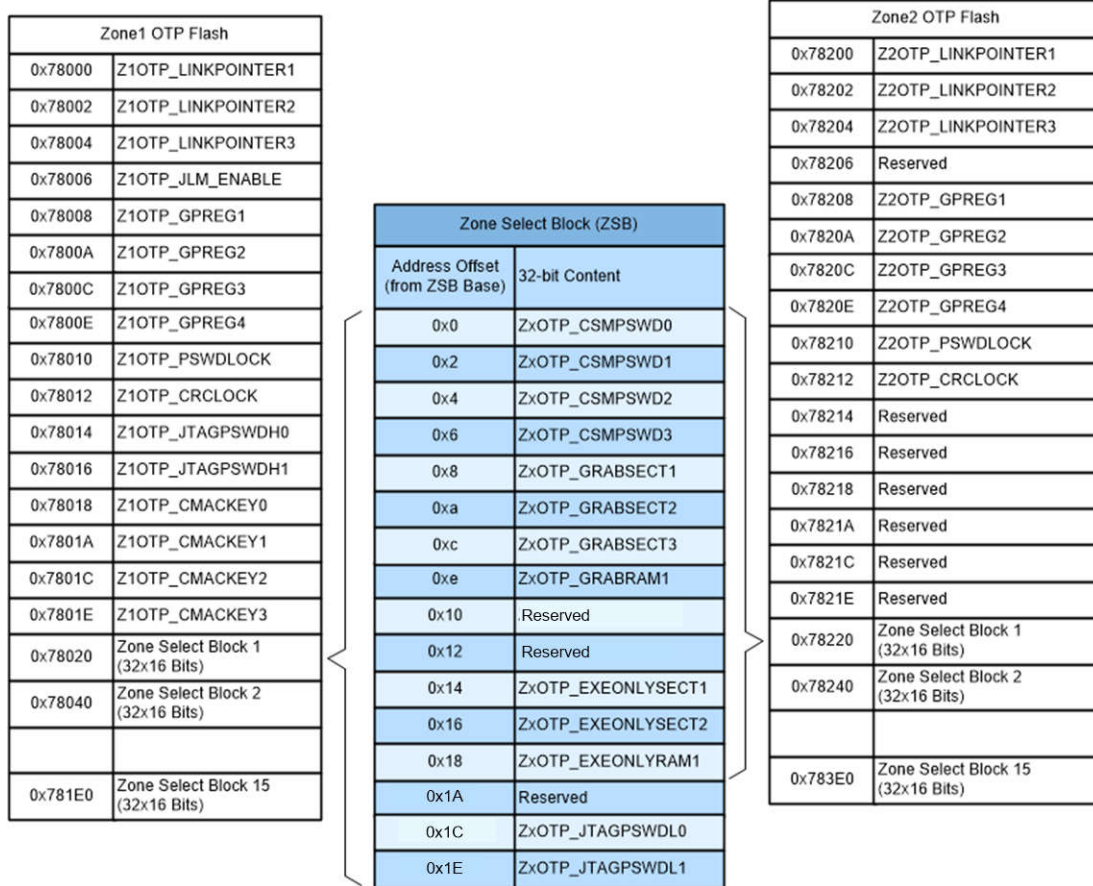 Zone1 OTP Flash
0x78000 Z1OTP_LINKPOINTER1
0x78002 Z1OTP_LINKPOINTER2
0x78004 Z1OTP_LINKPOINTER3
0x78006 Z1OTP_JLM_ENABLE
0x78008 Z1OTP_GPREG1
0x7800A Z1OTP_GPREG2
0x7800C Z1OTP_GPREG3
0x7800E Z1OTP_GPREG4
0x78010 Z1OTP_PSWDLOCK
0x78012 Z1OTP_CRCLOCK
0x78014 Z1OTP_JTAGPSWDH0
0x78016 Z1OTP_JTAGPSWDH1
0x78018 Z1OTP_CMACKEY0
0x7801A Z1OTP_CMACKEY1
0x7801C Z1OTP_CMACKEY2
0x7801E Z1OTP_CMACKEY3
0x78020 Zone Select Block 1
(32x16 Bits)
0x78040 Zone Select Block 2
(32x16 Bits)
0x781E0 Zone Select Block 15
(32x16 Bits)
Zone Select Block (ZSB)
Address Offset
(from ZSB Base)
32-bit Content
0x0 ZxOTP_CSMPSWD0
0x2 ZxOTP_CSMPSWD1
0x4 ZxOTP_CSMPSWD2
0x6 ZxOTP_CSMPSWD3
0x8 ZxOTP_GRABSECT1
0xa ZxOTP_GRABSECT2
0xc ZxOTP_GRABSECT3
0xe ZxOTP_GRABRAM1
0x10 Reserved
0x12 Reserved
0x14 ZxOTP_EXEONLYSECT1
0x16 ZxOTP_EXEONLYSECT2
0x18 ZxOTP_EXEONLYRAM1
0x1A Reserved
0x1C ZxOTP_JTAGPSWDL0
0x1E ZxOTP_JTAGPSWDL1
Zone2 OTP Flash
0x78200 Z2OTP_LINKPOINTER1
0x78202 Z2OTP_LINKPOINTER2
0x78204 Z2OTP_LINKPOINTER3
0x78206 Reserved
0x78208 Z2OTP_GPREG1
0x7820A Z2OTP_GPREG2
0x7820C Z2OTP_GPREG3
0x7820E Z2OTP_GPREG4
0x78210 Z2OTP_PSWDLOCK
0x78212 Z2OTP_CRCLOCK
0x78214 Reserved
0x78216 Reserved
0x78218 Reserved
0x7821A Reserved
0x7821C Reserved
0x7821E Reserved
0x78220 Zone Select Block 1
(32x16 Bits)
0x78240 Zone Select Block 2
(32x16 Bits)
0x783E0 Zone Select Block 15
(32x16 Bits)